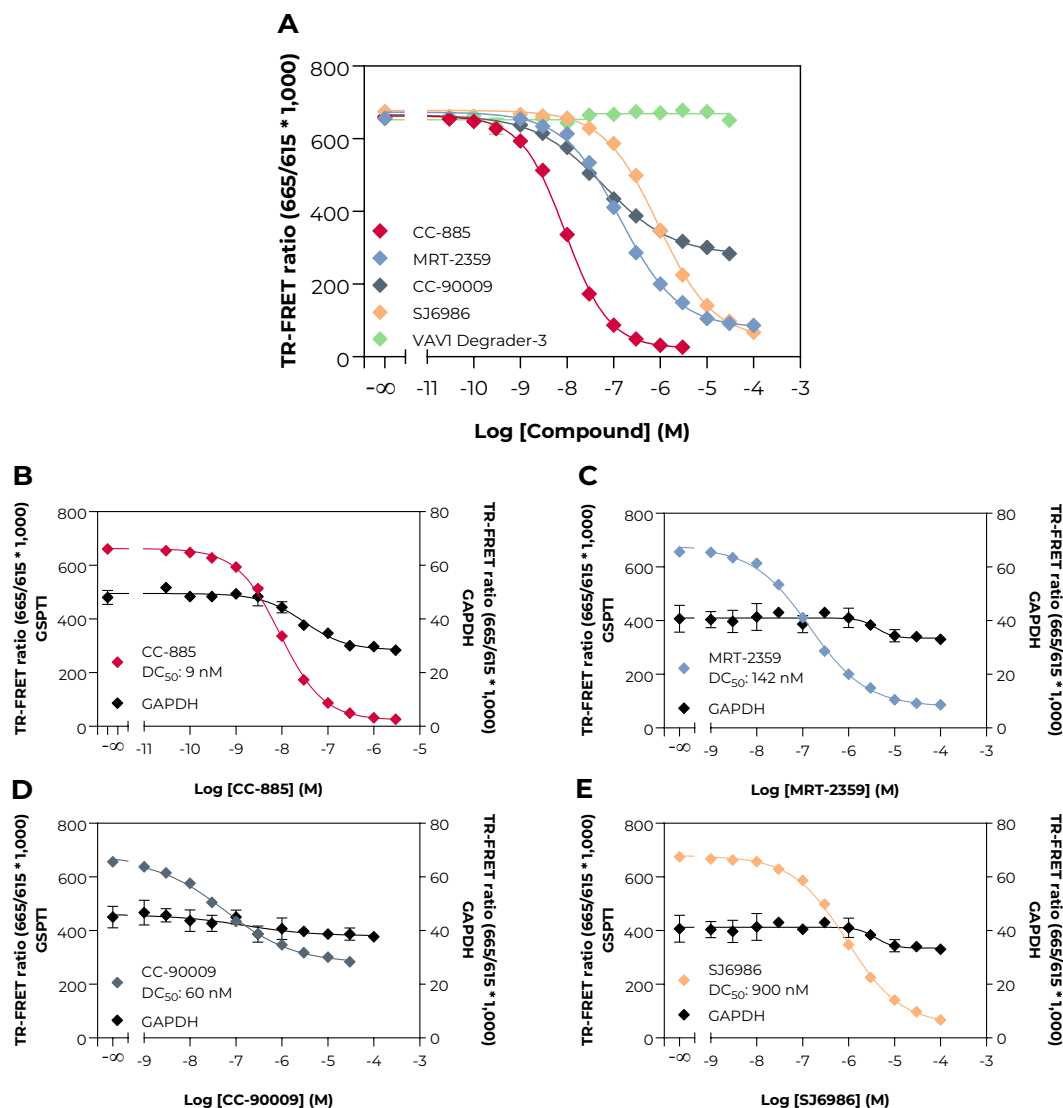 A
TR-FRET ratio (665/615 * 1,000)
800
600
400
200
0
CC-885
MRT-2359
CC-90009
SJ6986
VAV1 Degrader-3
-∞
-11
-10
-9
-8
-7
-6
-5
-4
-3
Log [Compound] (M)
B
TR-FRET ratio (665/615 * 1,000)
GSPT1
800
600
400
200
0
CC-885
DC₅₀: 9 nM
GAPDH
80
60
40
20
0
TR-FRET ratio (665/615 * 1,000)
GAPDH
-∞
-11
-10
-9
-8
-7
-6
-5
Log [CC-885] (M)
C
TR-FRET ratio (665/615 * 1,000)
GSPT1
800
600
400
200
0
MRT-2359
DC₅₀: 142 nM
GAPDH
80
60
40
20
0
TR-FRET ratio (665/615 * 1,000)
GAPDH
-∞
-9
-8
-7
-6
-5
-4
-3
Log [MRT-2359] (M)
D
TR-FRET ratio (665/615 * 1,000)
GSPT1
800
600
400
200
0
CC-90009
DC₅₀: 60 nM
GAPDH
80
60
40
20
0
TR-FRET ratio (665/615 * 1,000)
GAPDH
-∞
-9
-8
-7
-6
-5
-4
-3
Log [CC-90009] (M)
E
TR-FRET ratio (665/615 * 1,000)
GSPT1
800
600
400
200
0
SJ6986
DC₅₀: 900 nM
GAPDH
80
60
40
20
0
TR-FRET ratio (665/615 * 1,000)
GAPDH
-∞
-9
-8
-7
-6
-5
-4
-3
Log [SJ6986] (M)